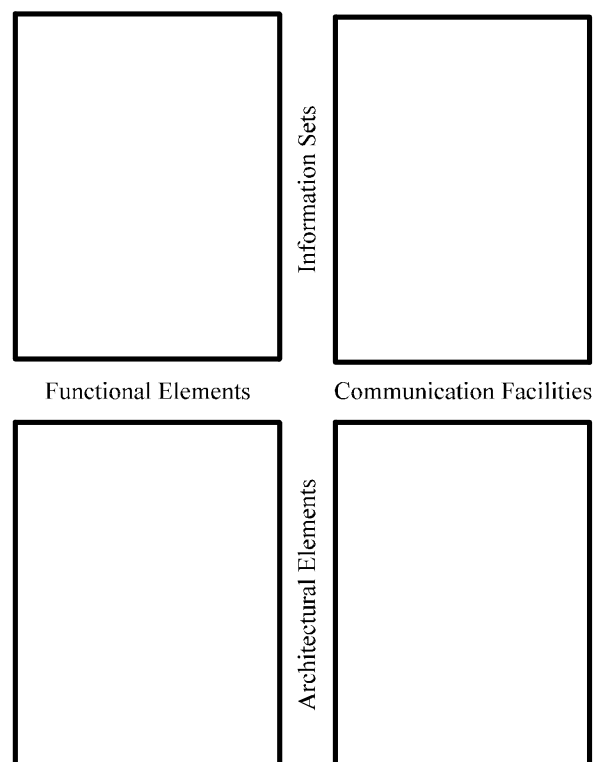 Information Sets
Functional Elements
Communication Facilities
Architectural Elements